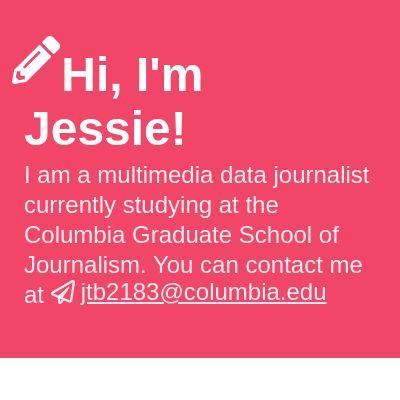 Hi, I'm
Jessie!
I am a multimedia data journalist
currently studying at the
Columbia Graduate School of
Journalism. You can contact me
at jtb2183@columbia.edu